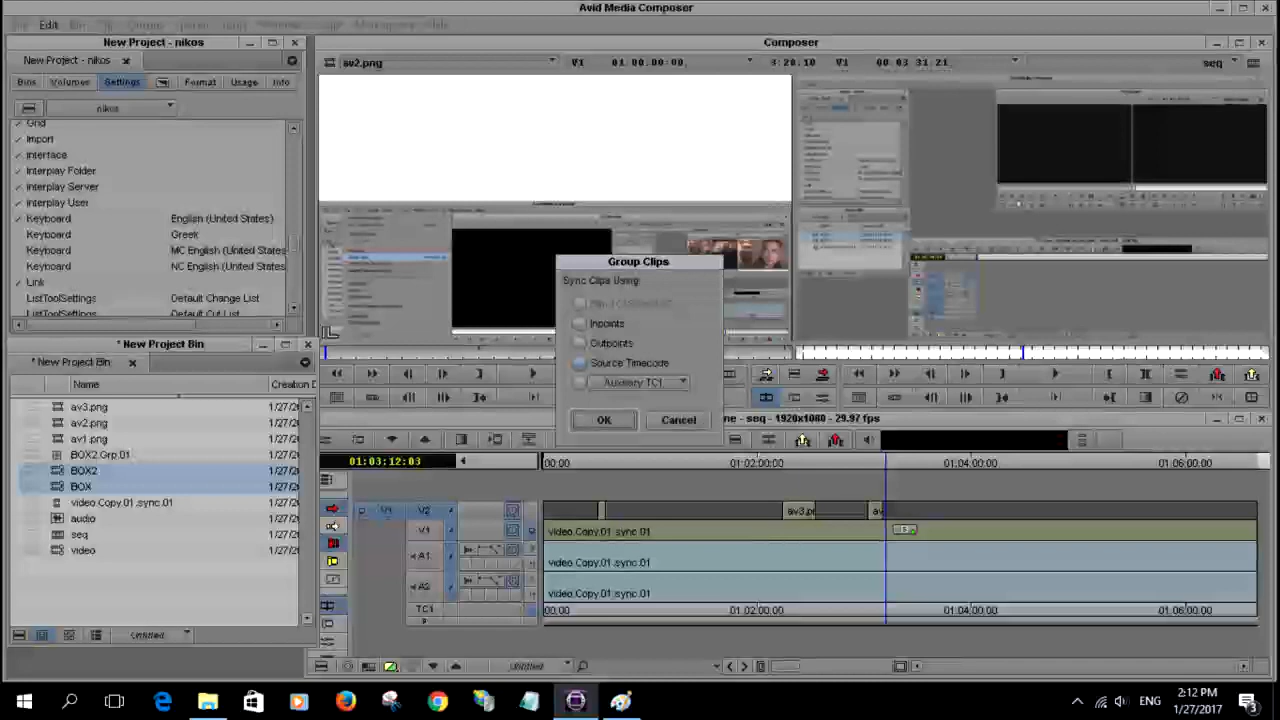 Avid Media Composer
Edit
New Project - nikos
Composer
New Project - nikos
av2.png
V1
01:00:00:00
3:20:10
V1
00:03:31:21
seq
Bins
Volumes
Settings
Format
Usage
Info
nikos
Grid
Import
Interface
Interplay Folder
Interplay Server
Interplay User
Keyboard English (United States)
Keyboard Greek
Keyboard MC English (United States
Keyboard NC English (United States
Link
ListToolSettings Default Change List
ListToolSettings Default Cut List
Group Clips
Sync Clips Using
Inpoints
Outpoints
Source Timecode
Auxiliary TC1
OK
Cancel
* New Project Bin
* New Project Bin
Name
Creation D
av3.png 1/27/20
av2.png 1/27/20
av1.png 1/27/20
BOX2.Grp.01 1/27/20
BOX2 1/27/20
BOX 1/27/20
video.Copy.01.sync.01 1/27/20
audio 1/27/20
seq 1/27/20
video 1/27/20
Untitled
ne - seq - 1920x1080 - 29.97 fps
01:03:12:03
00:00
01:02:00:00
01:04:00:00
01:06:00:00
V1
V2
av3.pr
av
V1
video.Copy.01.sync.01
A1
video.Copy.01.sync.01
A2
video.Copy.01.sync.01
TC1
00:00
01:02:00:00
01:04:00:00
01:06:00:00
Untitled
ENG
2:12 PM
1/27/2017
3